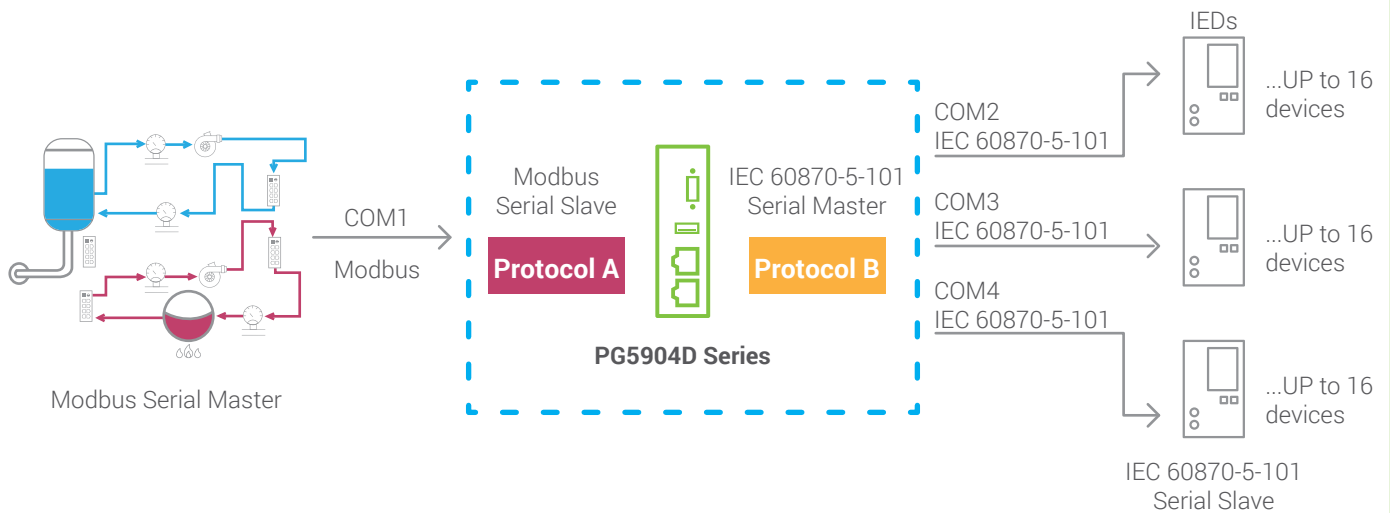 Modbus Serial Master
COM1
Modbus
Modbus
Serial Slave
Protocol A
IEC 60870-5-101
Serial Master
Protocol B
PG5904D Series
COM2
IEC 60870-5-101
COM3
IEC 60870-5-101
COM4
IEC 60870-5-101
IEDs
...UP to 16
devices
...UP to 16
devices
...UP to 16
devices
IEC 60870-5-101
Serial Slave